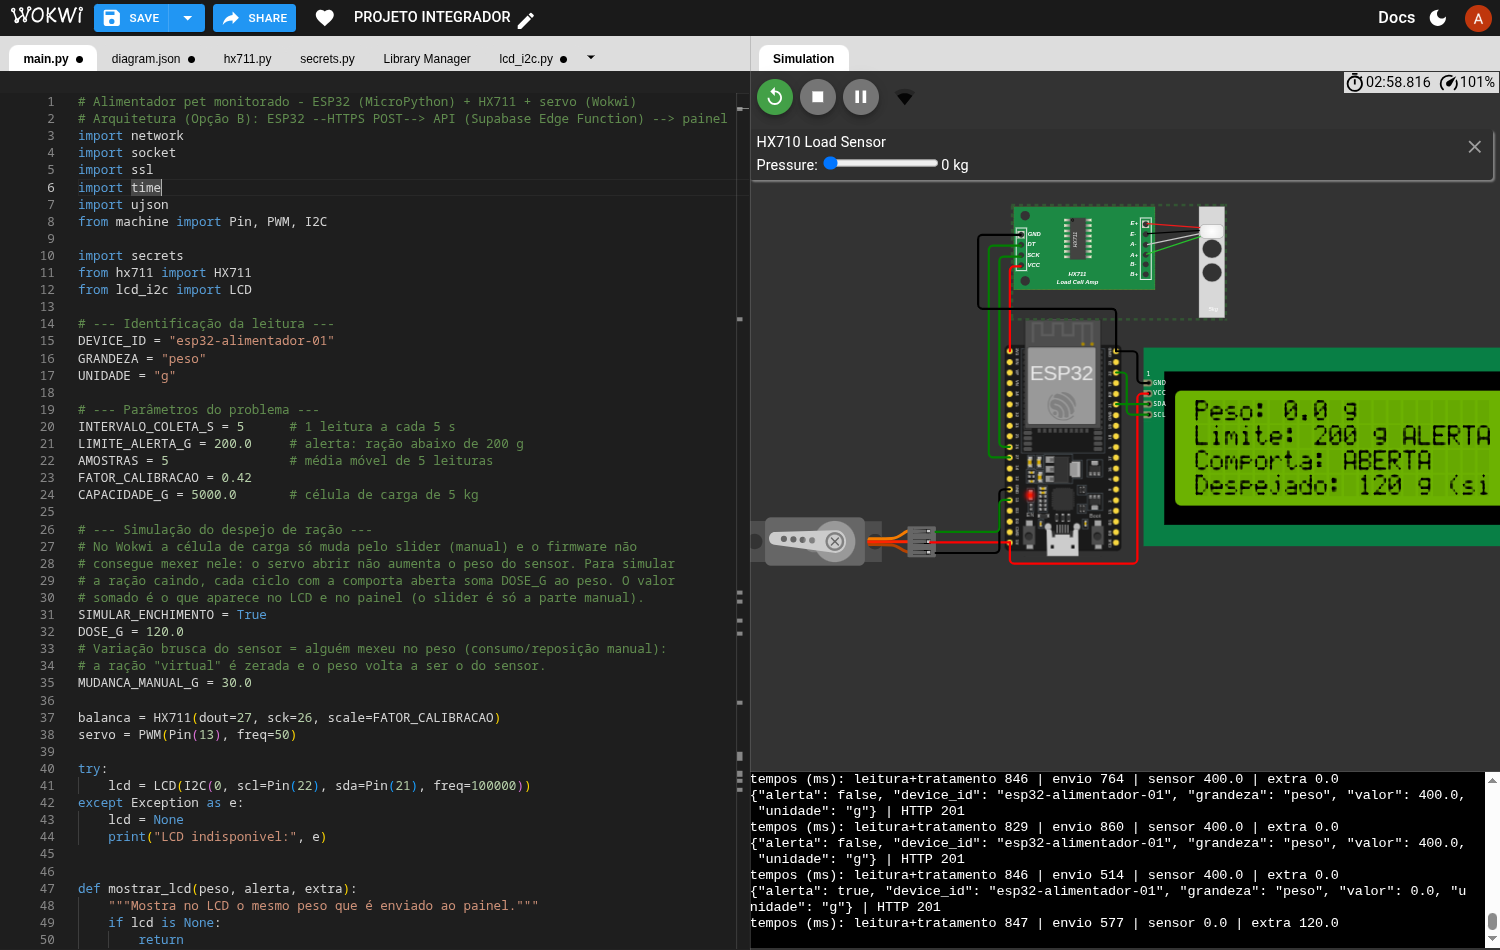 WOKWI SAVE SHARE PROJETO INTEGRADOR Docs A
main.py diagram.json hx711.py secrets.py Library Manager lcd_i2c.py
1 # Alimentador pet monitorado - ESP32 (MicroPython) + HX711 + servo (Wokwi)
2 # Arquitetura (Opção B): ESP32 --HTTPS POST--> API (Supabase Edge Function) --> painel
3 import network
4 import socket
5 import ssl
6 import time
7 import ujson
8 from machine import Pin, PWM, I2C
9
10 import secrets
11 from hx711 import HX711
12 from lcd_i2c import LCD
13
14 # --- Identificação da leitura ---
15 DEVICE_ID = "esp32-alimentador-01"
16 GRANDEZA = "peso"
17 UNIDADE = "g"
18
19 # --- Parâmetros do problema ---
20 INTERVALO_COLETA_S = 5 # 1 leitura a cada 5 s
21 LIMITE_ALERTA_G = 200.0 # alerta: ração abaixo de 200 g
22 AMOSTRAS = 5 # média móvel de 5 leituras
23 FATOR_CALIBRACAO = 0.42
24 CAPACIDADE_G = 5000.0 # célula de carga de 5 kg
25
26 # --- Simulação do despejo de ração ---
27 # No Wokwi a célula de carga só muda pelo slider (manual) e o firmware não
28 # consegue mexer nele: o servo abrir não aumenta o peso do sensor. Para simular
29 # a ração caindo, cada ciclo com a comporta aberta soma DOSE_G ao peso. O valor
30 # somado é o que aparece no LCD e no painel (o slider é só a parte manual).
31 SIMULAR_ENCHIMENTO = True
32 DOSE_G = 120.0
33 # Variação brusca do sensor = alguém mexeu no peso (consumo/reposição manual):
34 # a ração "virtual" é zerada e o peso volta a ser o do sensor.
35 MUDANCA_MANUAL_G = 30.0
36
37 balanca = HX711(dout=27, sck=26, scale=FATOR_CALIBRACAO)
38 servo = PWM(Pin(13), freq=50)
39
40 try:
41 lcd = LCD(I2C(0, scl=Pin(22), sda=Pin(21), freq=100000))
42 except Exception as e:
43 lcd = None
44 print("LCD indisponivel:", e)
45
46
47 def mostrar_lcd(peso, alerta, extra):
48 """Mostra no LCD o mesmo peso que é enviado ao painel."""
49 if lcd is None:
50 return
Simulation
02:58.816 101%
HX710 Load Sensor
Pressure: 0 kg
GND
DT
SCK
VCC
HX711
HX711
Load Cell Amp
E+
E-
A-
A+
B-
B+
ESP32
1
GND
VCC
SDA
SCL
Peso: 0.0 g
Limite: 200 g ALERTA
Comporta: ABERTA
Despejado: 120 g (si
tempos (ms): leitura+tratamento 846 | envio 764 | sensor 400.0 | extra 0.0
{"alerta": false, "device_id": "esp32-alimentador-01", "grandeza": "peso", "valor": 400.0,
"unidade": "g"} | HTTP 201
tempos (ms): leitura+tratamento 829 | envio 860 | sensor 400.0 | extra 0.0
{"alerta": false, "device_id": "esp32-alimentador-01", "grandeza": "peso", "valor": 400.0,
"unidade": "g"} | HTTP 201
tempos (ms): leitura+tratamento 846 | envio 514 | sensor 400.0 | extra 0.0
{"alerta": true, "device_id": "esp32-alimentador-01", "grandeza": "peso", "valor": 0.0, "u
nidade": "g"} | HTTP 201
tempos (ms): leitura+tratamento 847 | envio 577 | sensor 0.0 | extra 120.0